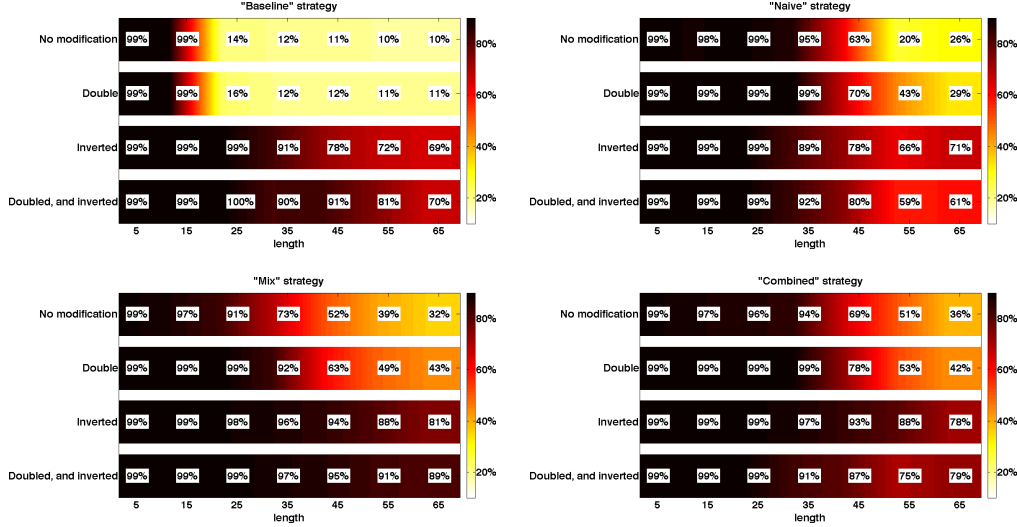 "Baseline" strategy
No modification 99% 99% 14% 12% 11% 10% 10%
Double 99% 99% 16% 12% 12% 11% 11%
Inverted 99% 99% 99% 91% 78% 72% 69%
Doubled, and inverted 99% 99% 100% 90% 91% 81% 70%
80%
60%
40%
20%
5 15 25 35 45 55 65
length
"Naive" strategy
No modification 99% 98% 99% 95% 63% 20% 26%
Double 99% 99% 99% 99% 70% 43% 29%
Inverted 99% 99% 99% 89% 78% 66% 71%
Doubled, and inverted 99% 99% 99% 92% 80% 59% 61%
80%
60%
40%
20%
5 15 25 35 45 55 65
length
"Mix" strategy
No modification 99% 97% 91% 73% 52% 39% 32%
Double 99% 99% 99% 92% 63% 49% 43%
Inverted 99% 99% 98% 96% 94% 88% 81%
Doubled, and inverted 99% 99% 99% 97% 95% 91% 89%
80%
60%
40%
20%
5 15 25 35 45 55 65
length
"Combined" strategy
No modification 99% 97% 96% 94% 69% 51% 36%
Double 99% 99% 99% 99% 78% 53% 42%
Inverted 99% 99% 99% 97% 93% 88% 78%
Doubled, and inverted 99% 99% 99% 91% 87% 75% 79%
80%
60%
40%
20%
5 15 25 35 45 55 65
length